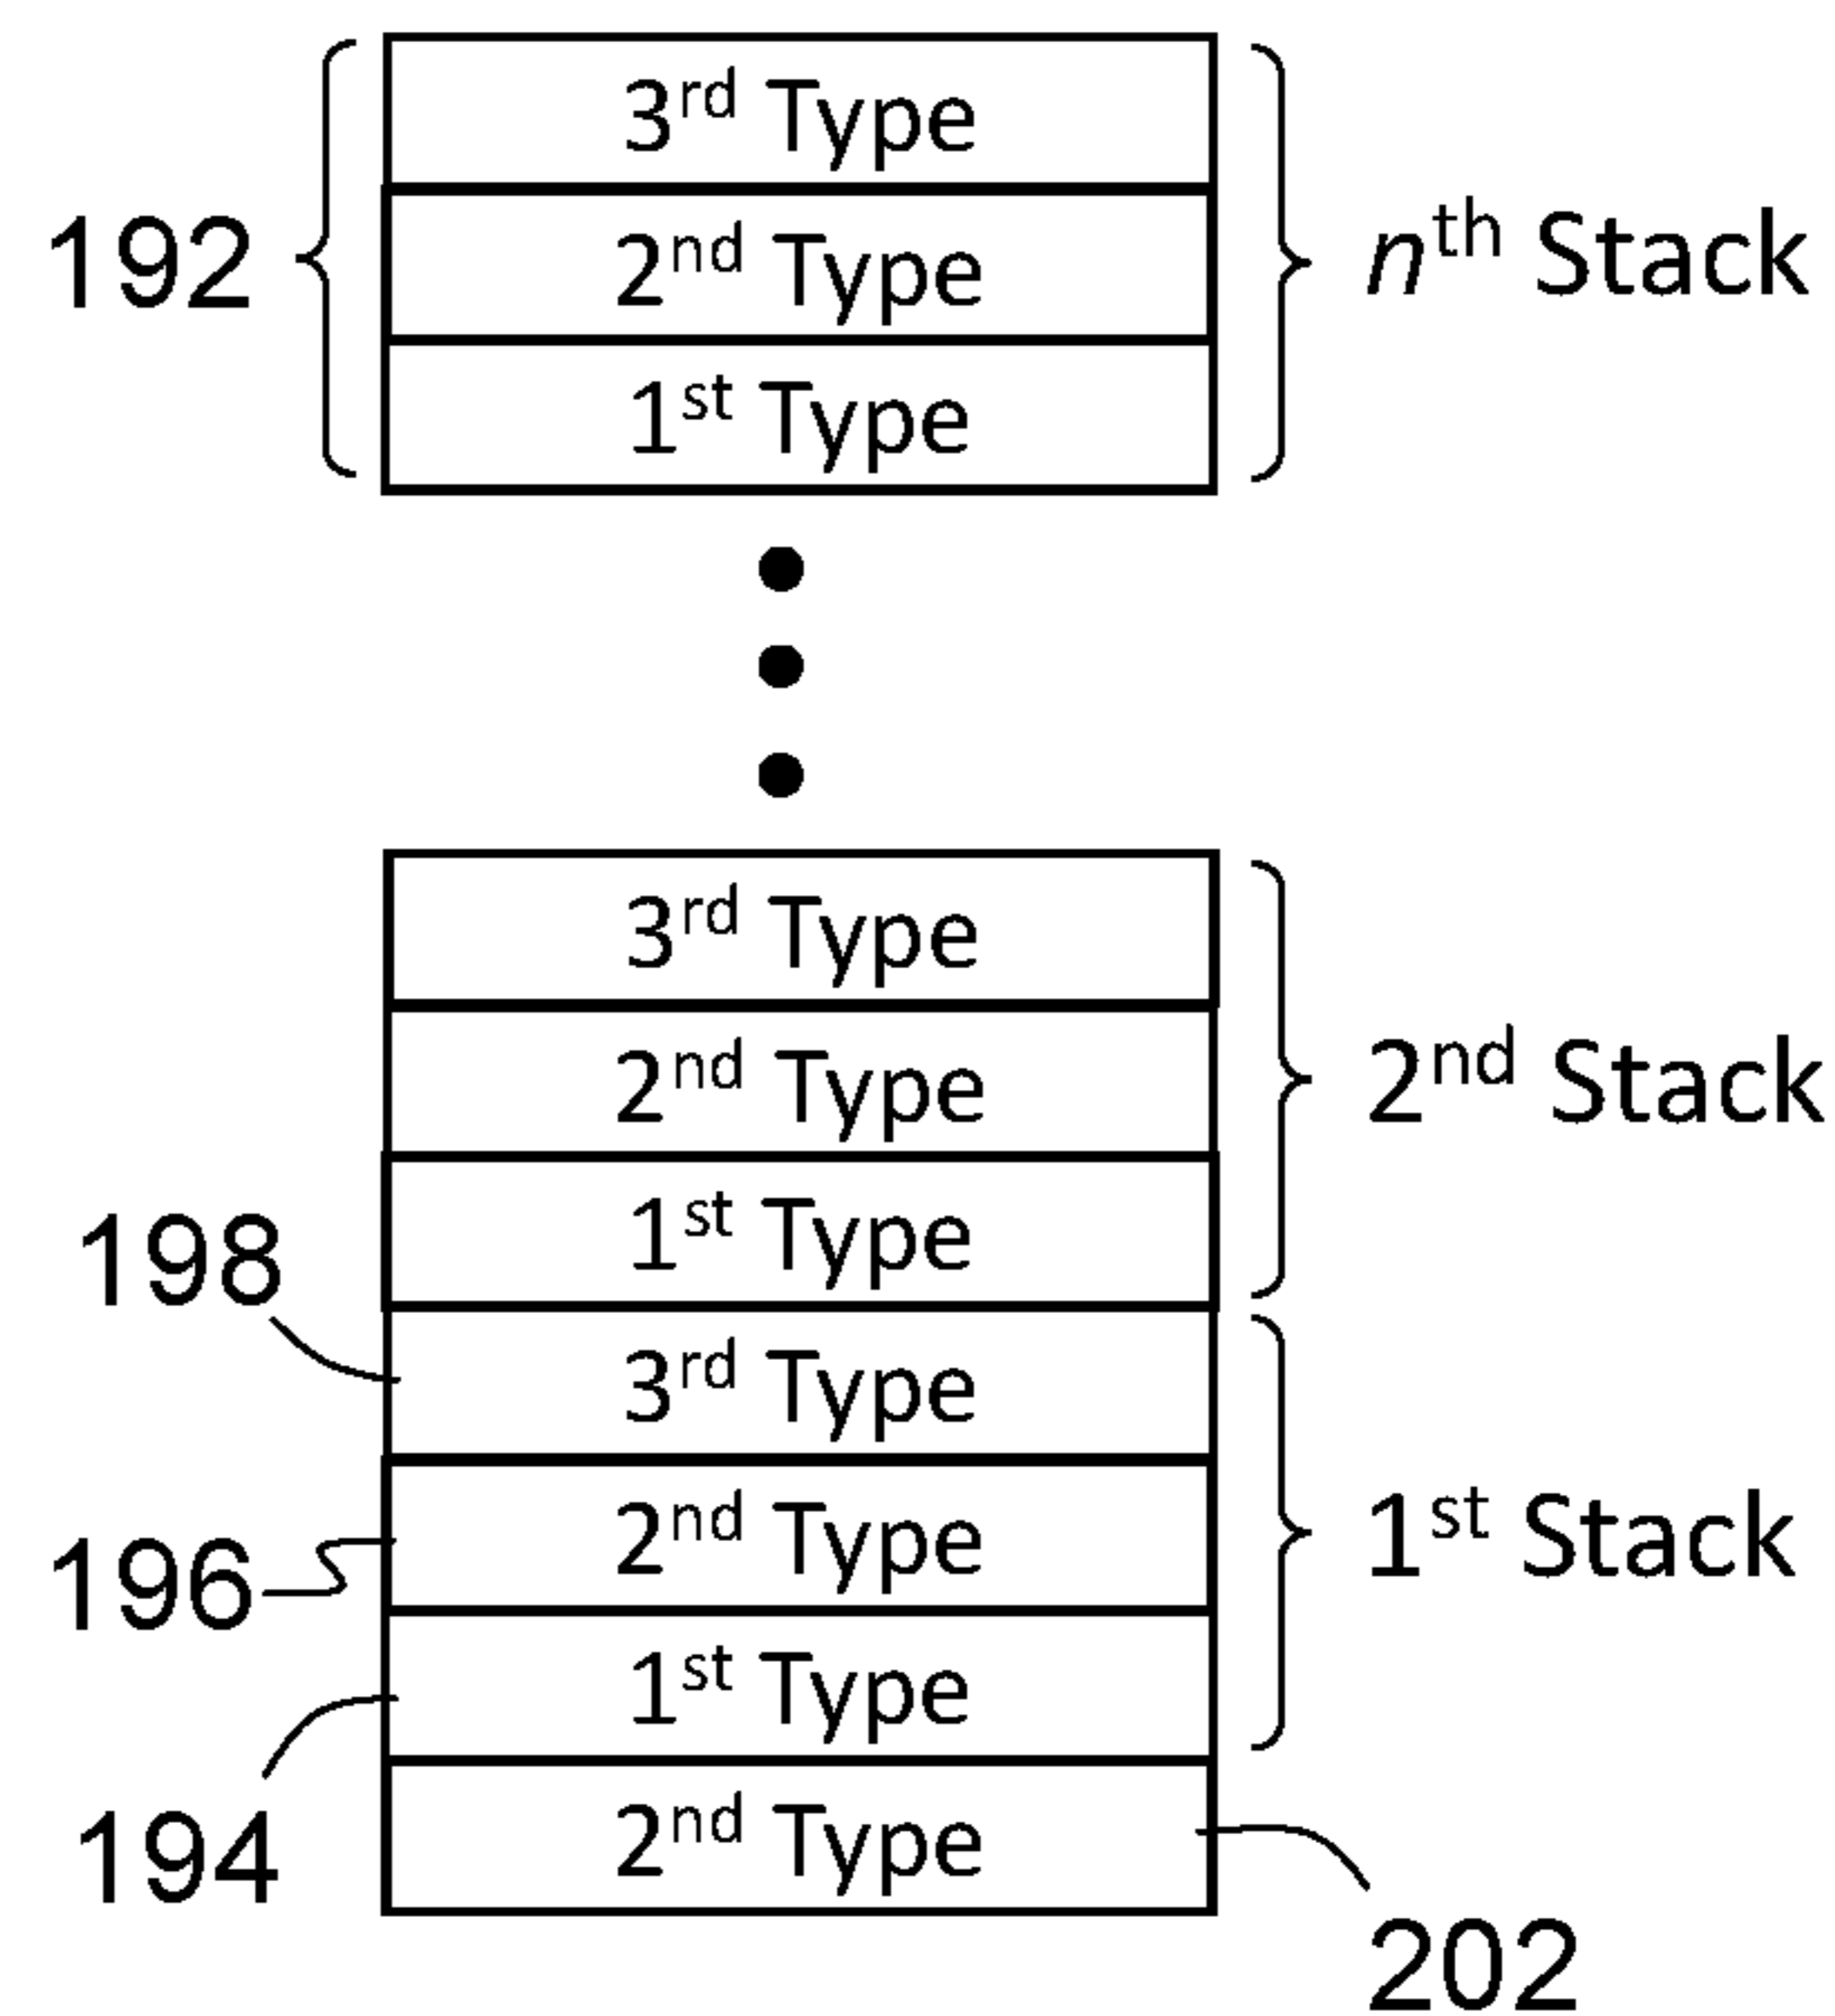 3rd Type
192
2nd Type
nth Stack
1st Type
3rd Type
2nd Type
2nd Stack
1st Type
198
3rd Type
2nd Type
1st Stack
196
1st Type
194
2nd Type
202